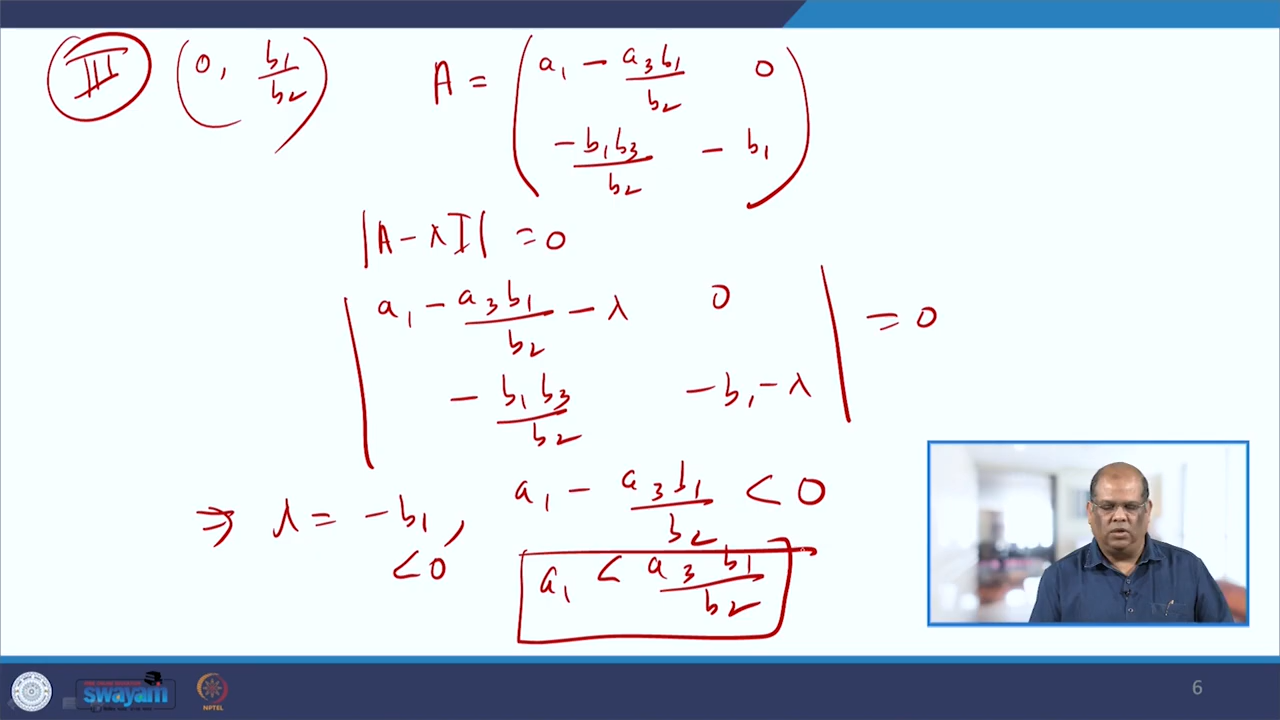 III (0, b₁/b₂) A = ( a₁ - a₃b₁/b₂ 0
-b₁b₃/b₂ - b₁ )
|A - λI| = 0
| a₁ - a₃b₁/b₂ - λ 0 | = 0
- b₁b₃/b₂ -b₁ - λ
⇒ λ = -b₁, a₁ - a₃b₁/b₂ < 0
< 0 a₁ < a₃b₁/b₂
swayam
NPTEL
6